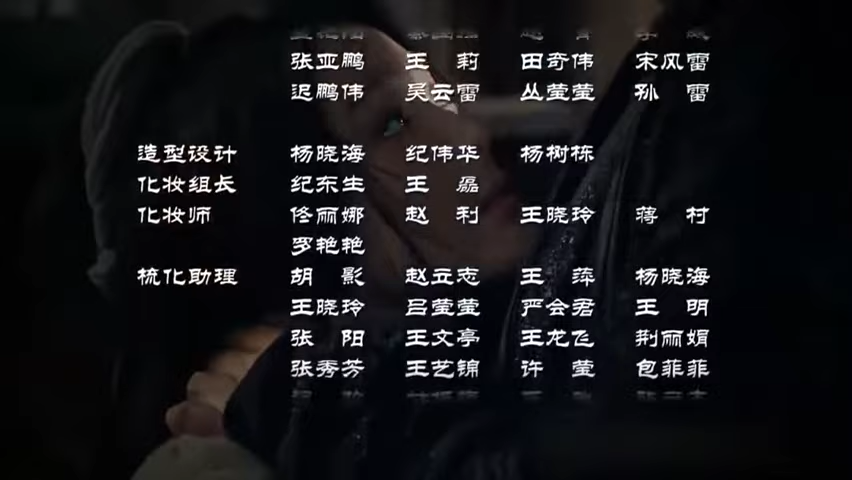 张亚鹏 王 莉 田奇伟 宋风雷
迟鹏伟 吴云雷 丛莹莹 孙 雷
造型设计 杨晓海 纪伟华 杨树栋
化妆组长 纪东生 王 磊
化妆师 佟丽娜 赵 利 王晓玲 蒋 村
罗艳艳
梳化助理 胡 影 赵立志 王 萍 杨晓海
王晓玲 吕莹莹 严会君 王 明
张 阳 王文亭 王龙飞 荆丽娟
张秀芳 王艺锦 许 莹 包菲菲